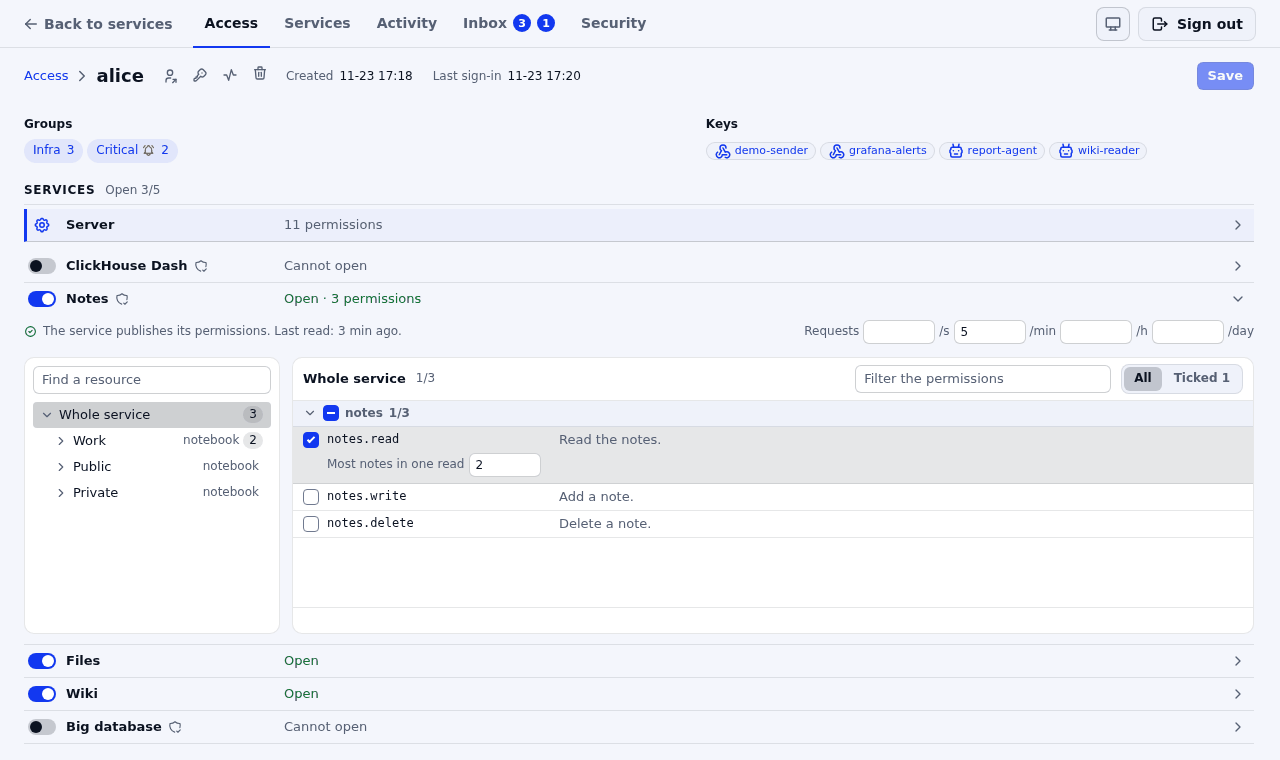 Back to services
Access
Services
Activity
Inbox 3 1
Security
Sign out
Access
alice
Created 11-23 17:18
Last sign-in 11-23 17:20
Save
Groups
Infra 3
Critical 2
Keys
demo-sender
grafana-alerts
report-agent
wiki-reader
SERVICES Open 3/5
Server 11 permissions
ClickHouse Dash Cannot open
Notes Open · 3 permissions
The service publishes its permissions. Last read: 3 min ago.
Requests /s 5 /min /h /day
Find a resource
Whole service 3
Work notebook 2
Public notebook
Private notebook
Whole service 1/3
Filter the permissions
All Ticked 1
notes 1/3
notes.read Read the notes.
Most notes in one read 2
notes.write Add a note.
notes.delete Delete a note.
Files Open
Wiki Open
Big database Cannot open